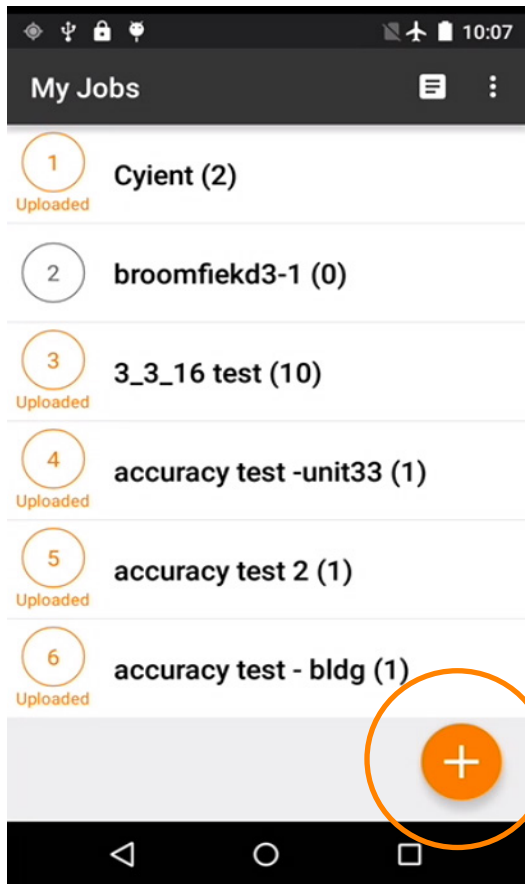 10:07
My Jobs
1
Uploaded
Cyient (2)
2
broomfiekd3-1 (0)
3
Uploaded
3_3_16 test (10)
4
Uploaded
accuracy test -unit33 (1)
5
Uploaded
accuracy test 2 (1)
6
Uploaded
accuracy test - bldg (1)